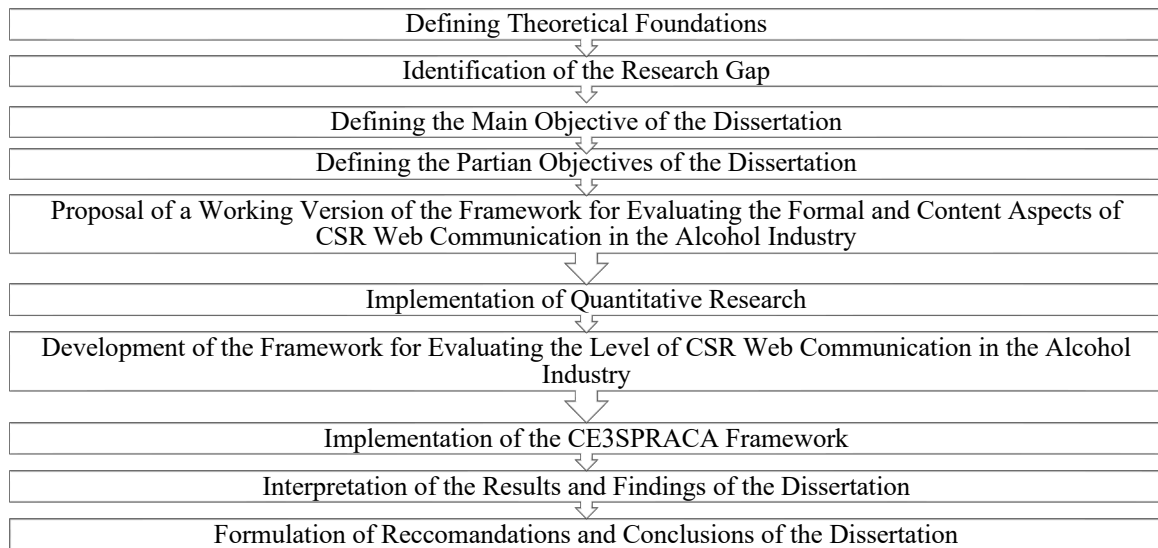 Defining Theoretical Foundations
Identification of the Research Gap
Defining the Main Objective of the Dissertation
Defining the Partian Objectives of the Dissertation
Proposal of a Working Version of the Framework for Evaluating the Formal and Content Aspects of
CSR Web Communication in the Alcohol Industry
Implementation of Quantitative Research
Development of the Framework for Evaluating the Level of CSR Web Communication in the Alcohol
Industry
Implementation of the CE3SPRACA Framework
Interpretation of the Results and Findings of the Dissertation
Formulation of Reccomandations and Conclusions of the Dissertation